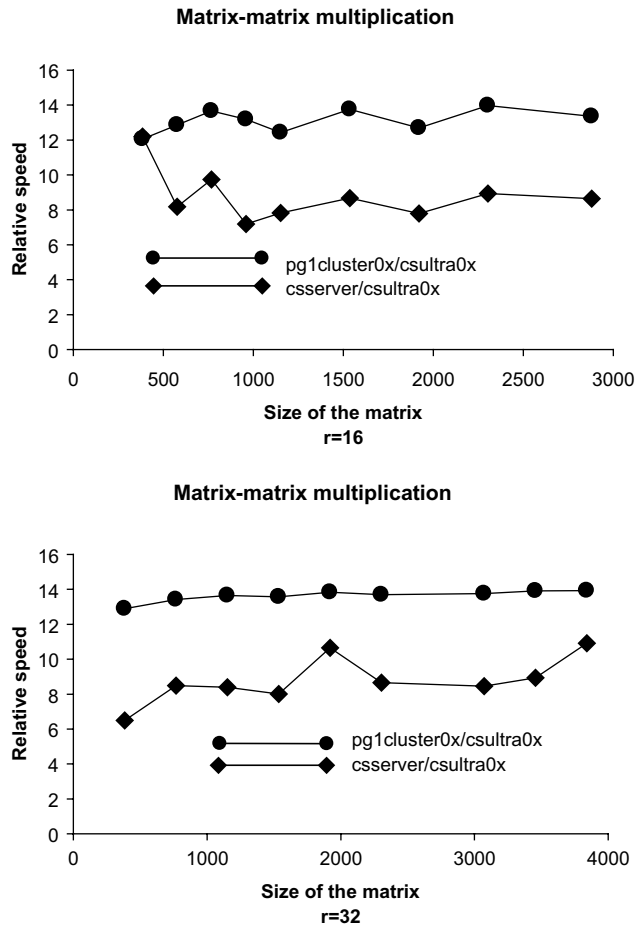 Matrix-matrix multiplication
16
14
12
10
8
6
4
2
0
Relative speed
pg1cluster0x/csultra0x
csserver/csultra0x
0 500 1000 1500 2000 2500 3000
Size of the matrix
r=16
Matrix-matrix multiplication
16
14
12
10
8
6
4
2
0
Relative speed
pg1cluster0x/csultra0x
csserver/csultra0x
0 1000 2000 3000 4000
Size of the matrix
r=32